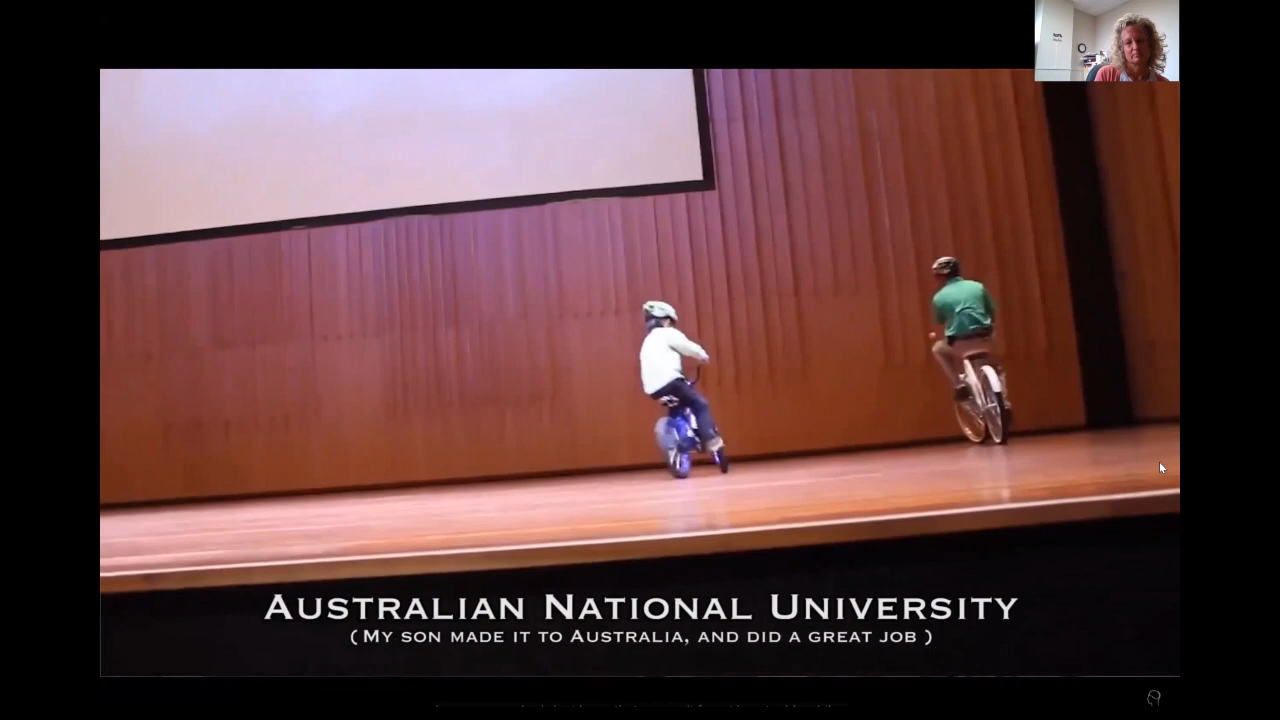 AUSTRALIAN NATIONAL UNIVERSITY
( MY SON MADE IT TO AUSTRALIA, AND DID A GREAT JOB )